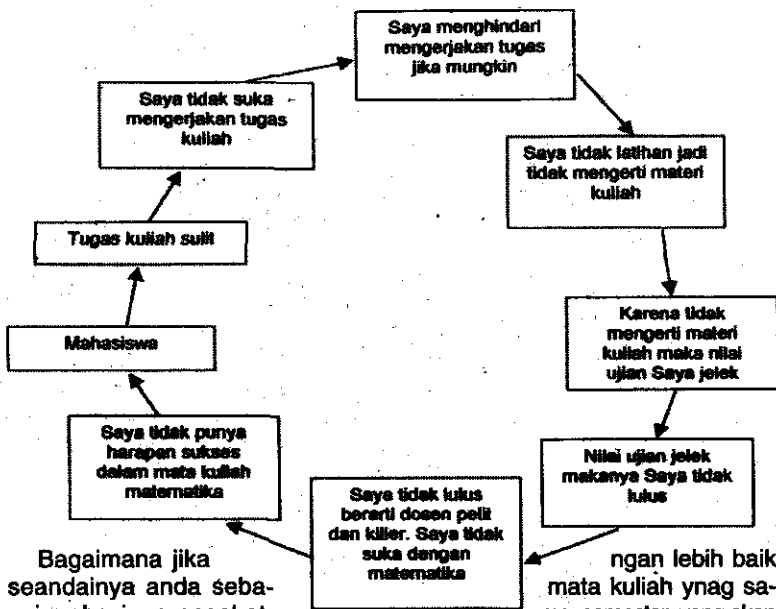 Saya menghindari
mengerjakan tugas
jika mungkin
Saya tidak latihan jadi
tidak mengerti materi
kuliah
Karena tidak
mengerti materi
kuliah maka nilai
ujian Saya jelek
Nilai ujian jelek
makanya Saya tidak
lulus
Saya tidak lulus
berarti dosen pelit
dan killer. Saya tidak
suka dengan
matematika
Saya tidak punya
harapan sukses
dalam mata kuliah
matematika
Mahasiswa
Tugas kuliah sulit
Saya tidak suka
mengerjakan tugas
kuliah
Bagaimana jika
seandainya anda seba-
ngan lebih baik
mata kuliah ynag sa-